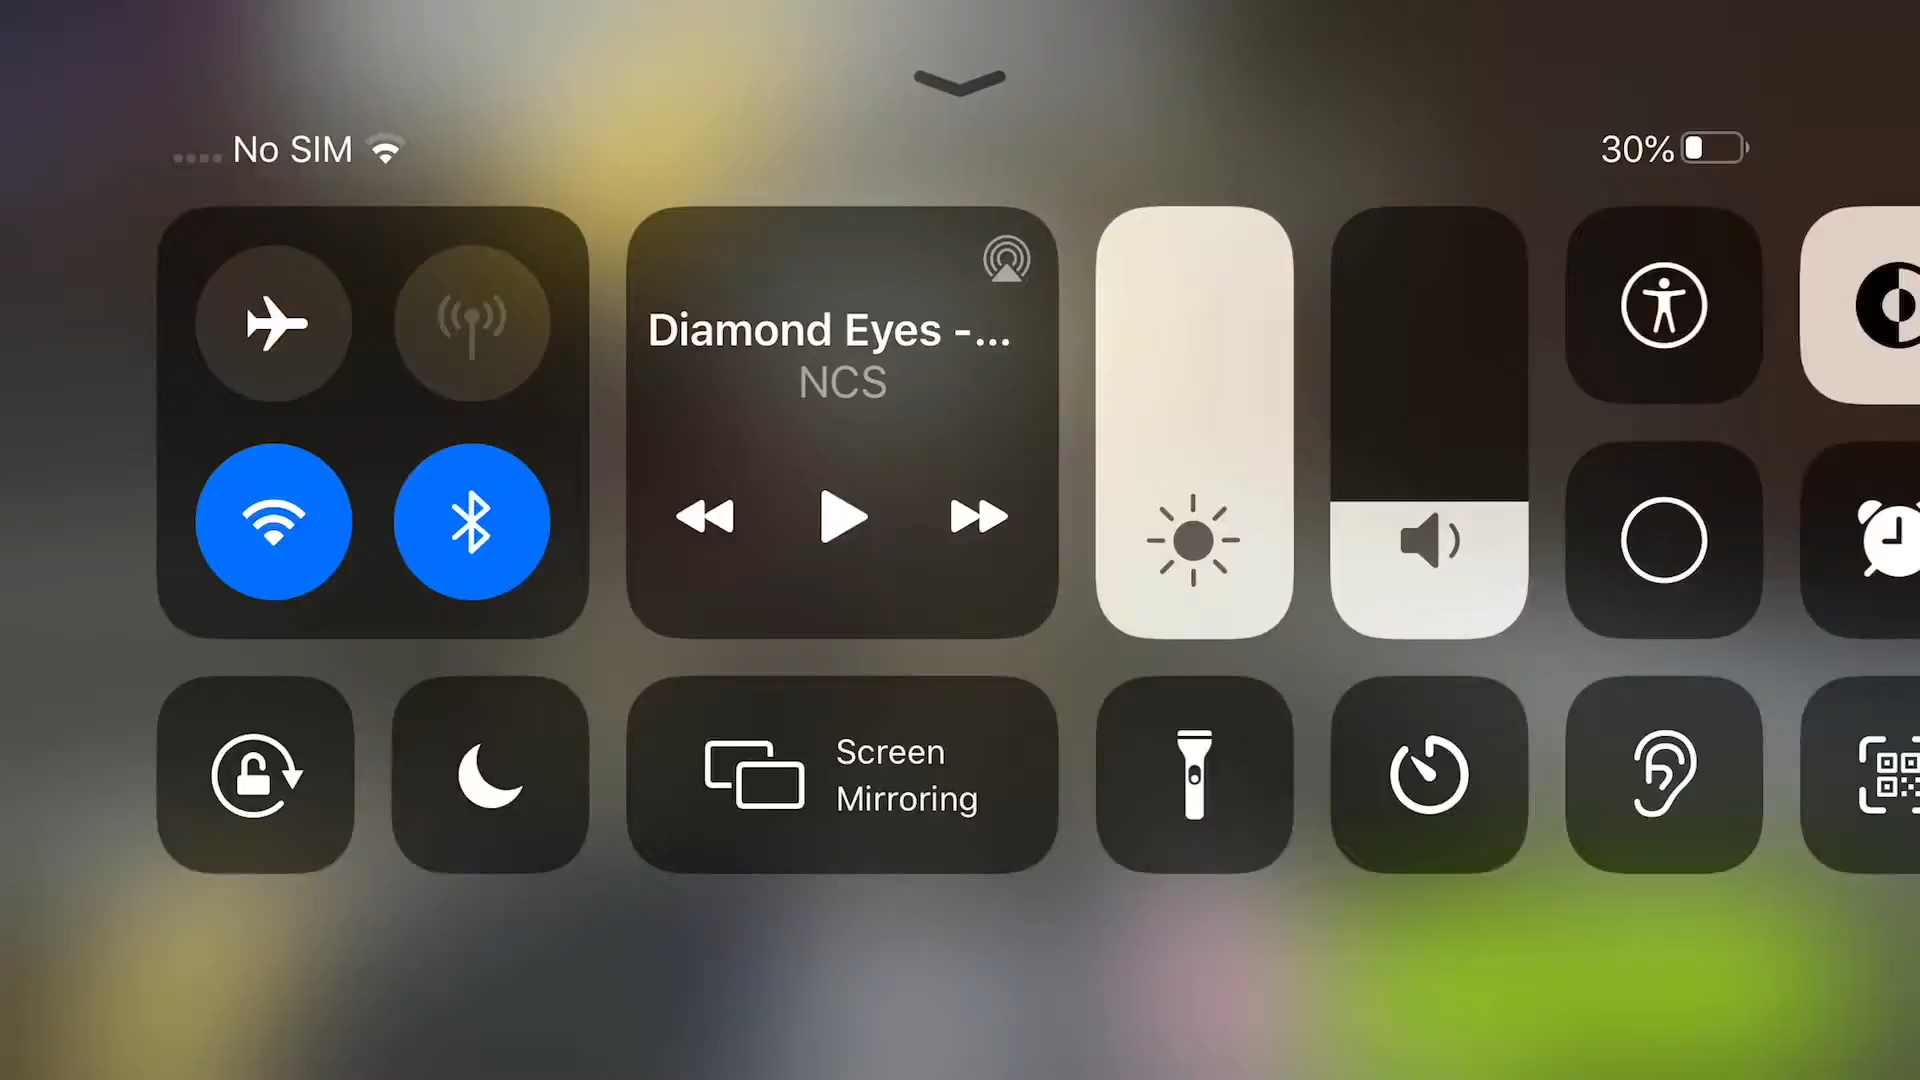 No SIM
30%
Diamond Eyes -...
NCS
Screen
Mirroring